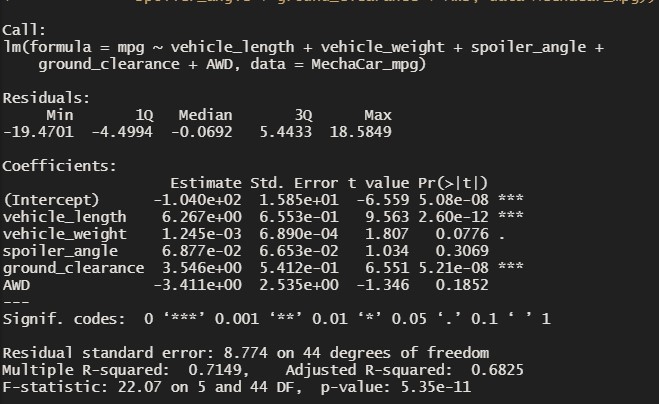 Call:
lm(formula = mpg ~ vehicle_length + vehicle_weight + spoiler_angle +
    ground_clearance + AWD, data = MechaCar_mpg)

Residuals:
     Min       1Q   Median       3Q      Max
-19.4701  -4.4994  -0.0692   5.4433  18.5849

Coefficients:
                   Estimate Std. Error t value Pr(>|t|)
(Intercept)      -1.040e+02  1.585e+01  -6.559 5.08e-08 ***
vehicle_length    6.267e+00  6.553e-01   9.563 2.60e-12 ***
vehicle_weight    1.245e-03  6.890e-04   1.807   0.0776 .
spoiler_angle     6.877e-02  6.653e-02   1.034   0.3069
ground_clearance  3.546e+00  5.412e-01   6.551 5.21e-08 ***
AWD              -3.411e+00  2.535e+00  -1.346   0.1852
---
Signif. codes:  0 ‘***’ 0.001 ‘**’ 0.01 ‘*’ 0.05 ‘.’ 0.1 ‘ ’ 1

Residual standard error: 8.774 on 44 degrees of freedom
Multiple R-squared:  0.7149,    Adjusted R-squared:  0.6825
F-statistic: 22.07 on 5 and 44 DF,  p-value: 5.35e-11